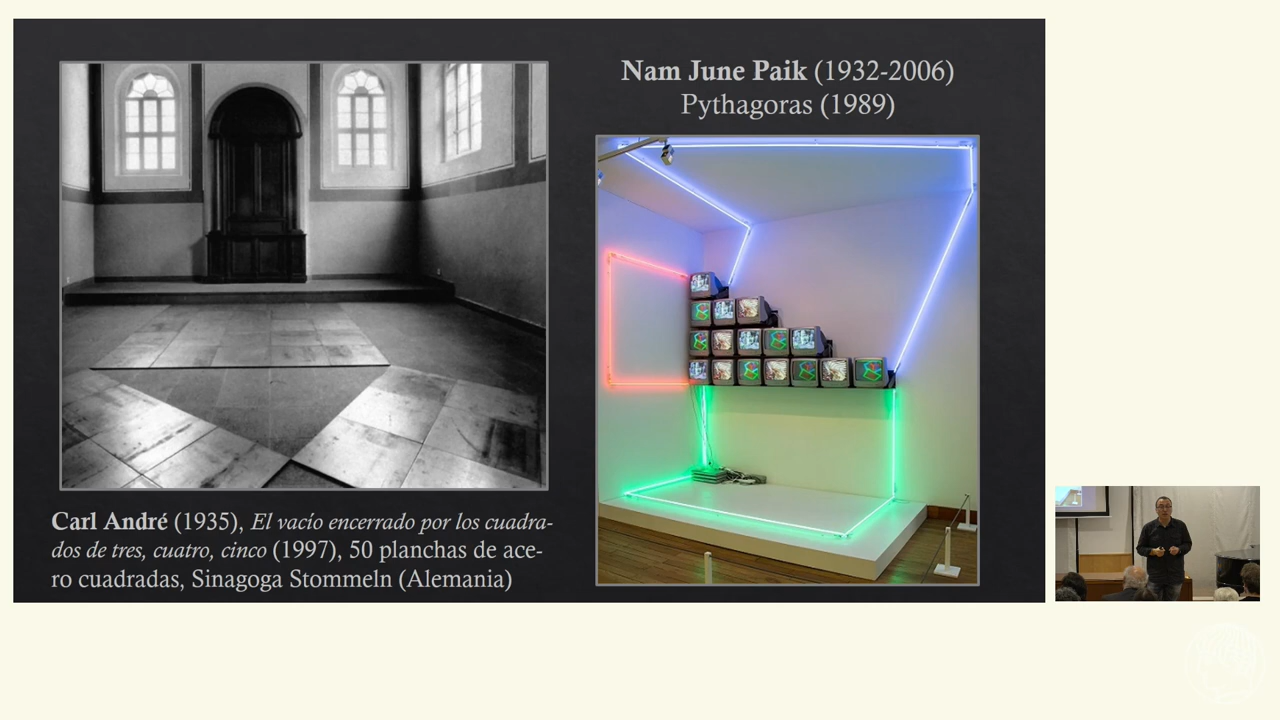 Nam June Paik (1932-2006)
Pythagoras (1989)
Carl André (1935), El vacío encerrado por los cuadra-
dos de tres, cuatro, cinco (1997), 50 planchas de ace-
ro cuadradas, Sinagoga Stommeln (Alemania)